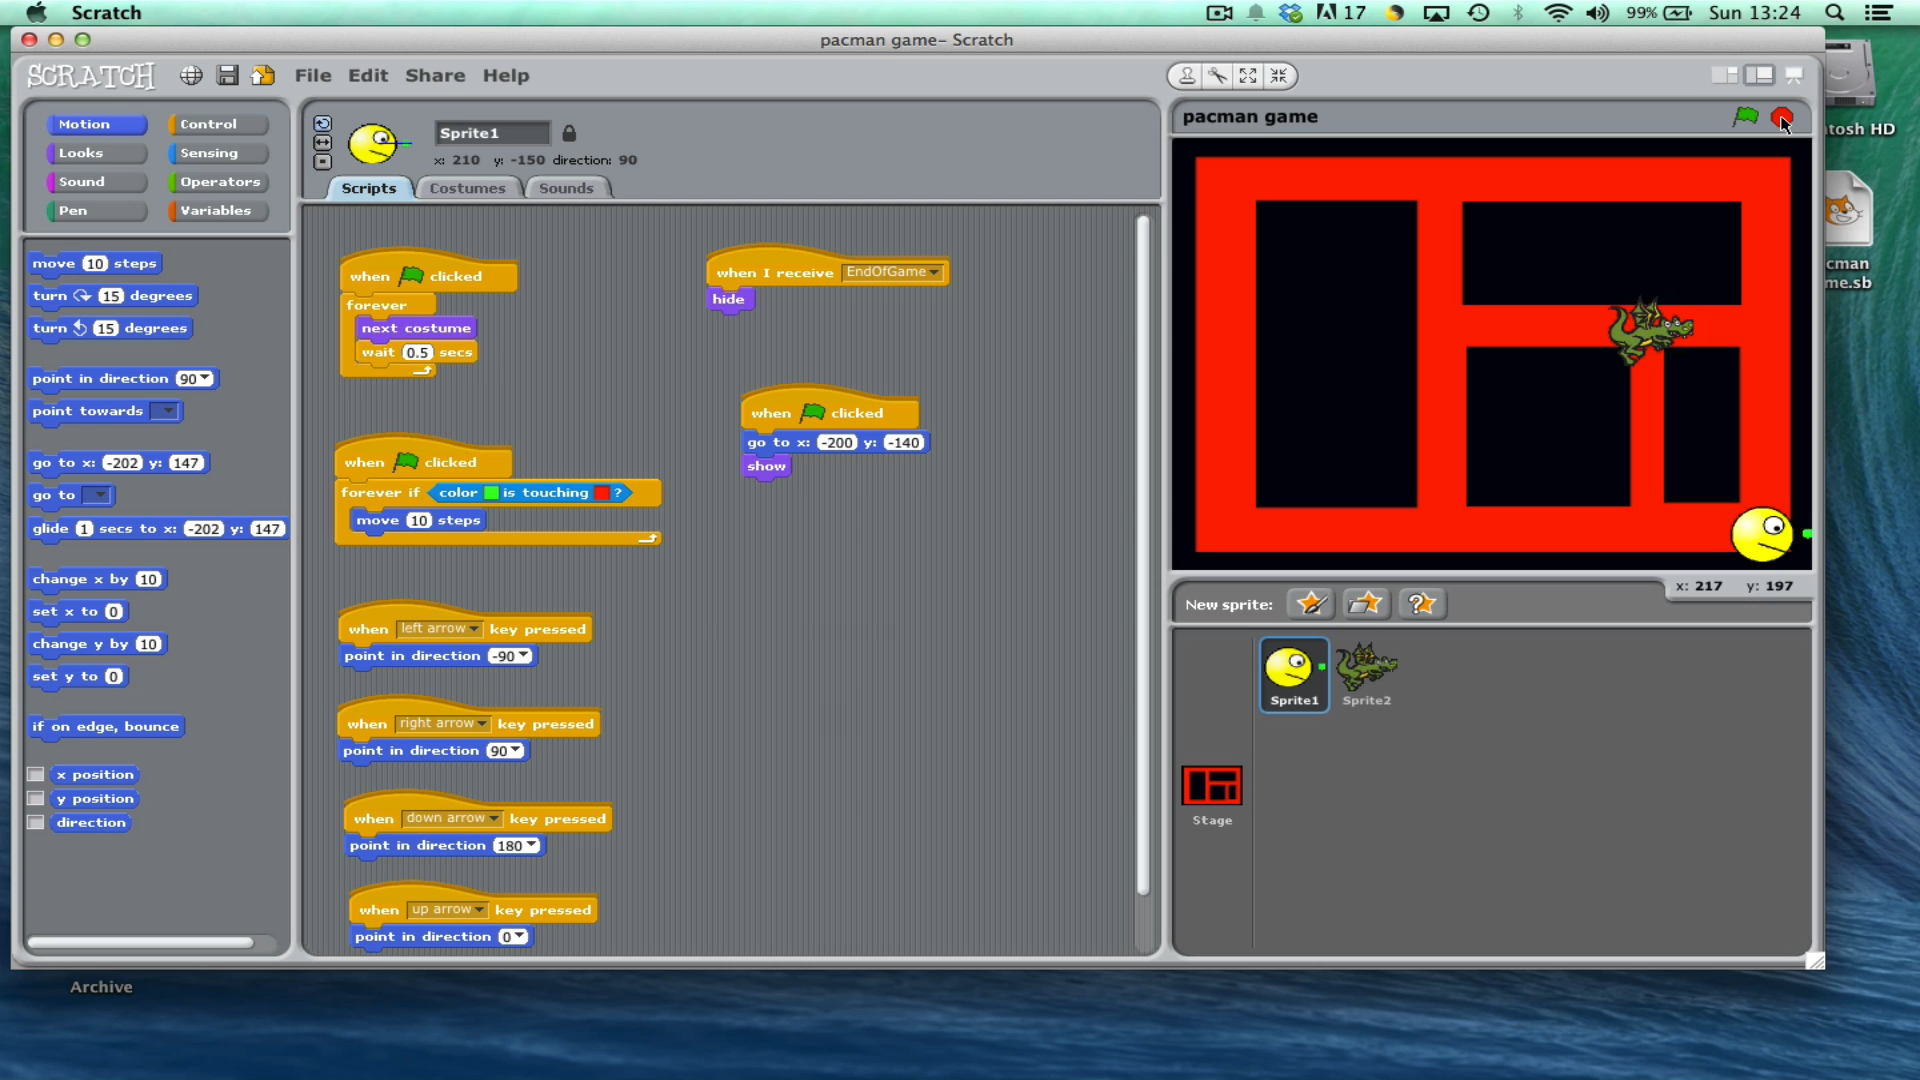 Scratch
17
99%
Sun 13:24
pacman game- Scratch
SCRATCH
File Edit Share Help
Motion
Control
Looks
Sensing
Sound
Operators
Pen
Variables
move 10 steps
turn 15 degrees
turn 15 degrees
point in direction 90
point towards
go to x: -202 y: 147
go to
glide 1 secs to x: -202 y: 147
change x by 10
set x to 0
change y by 10
set y to 0
if on edge, bounce
x position
y position
direction
Sprite1
x: 210 y: -150 direction: 90
Scripts
Costumes
Sounds
when clicked
forever
next costume
wait 0.5 secs
when clicked
forever if color is touching ?
move 10 steps
when left arrow key pressed
point in direction -90
when right arrow key pressed
point in direction 90
when down arrow key pressed
point in direction 180
when up arrow key pressed
point in direction 0
when I receive EndOfGame
hide
when clicked
go to x: -200 y: -140
show
pacman game
x: 217 y: 197
New sprite:
Sprite1
Sprite2
Stage
tosh HD
cman
me.sb
Archive